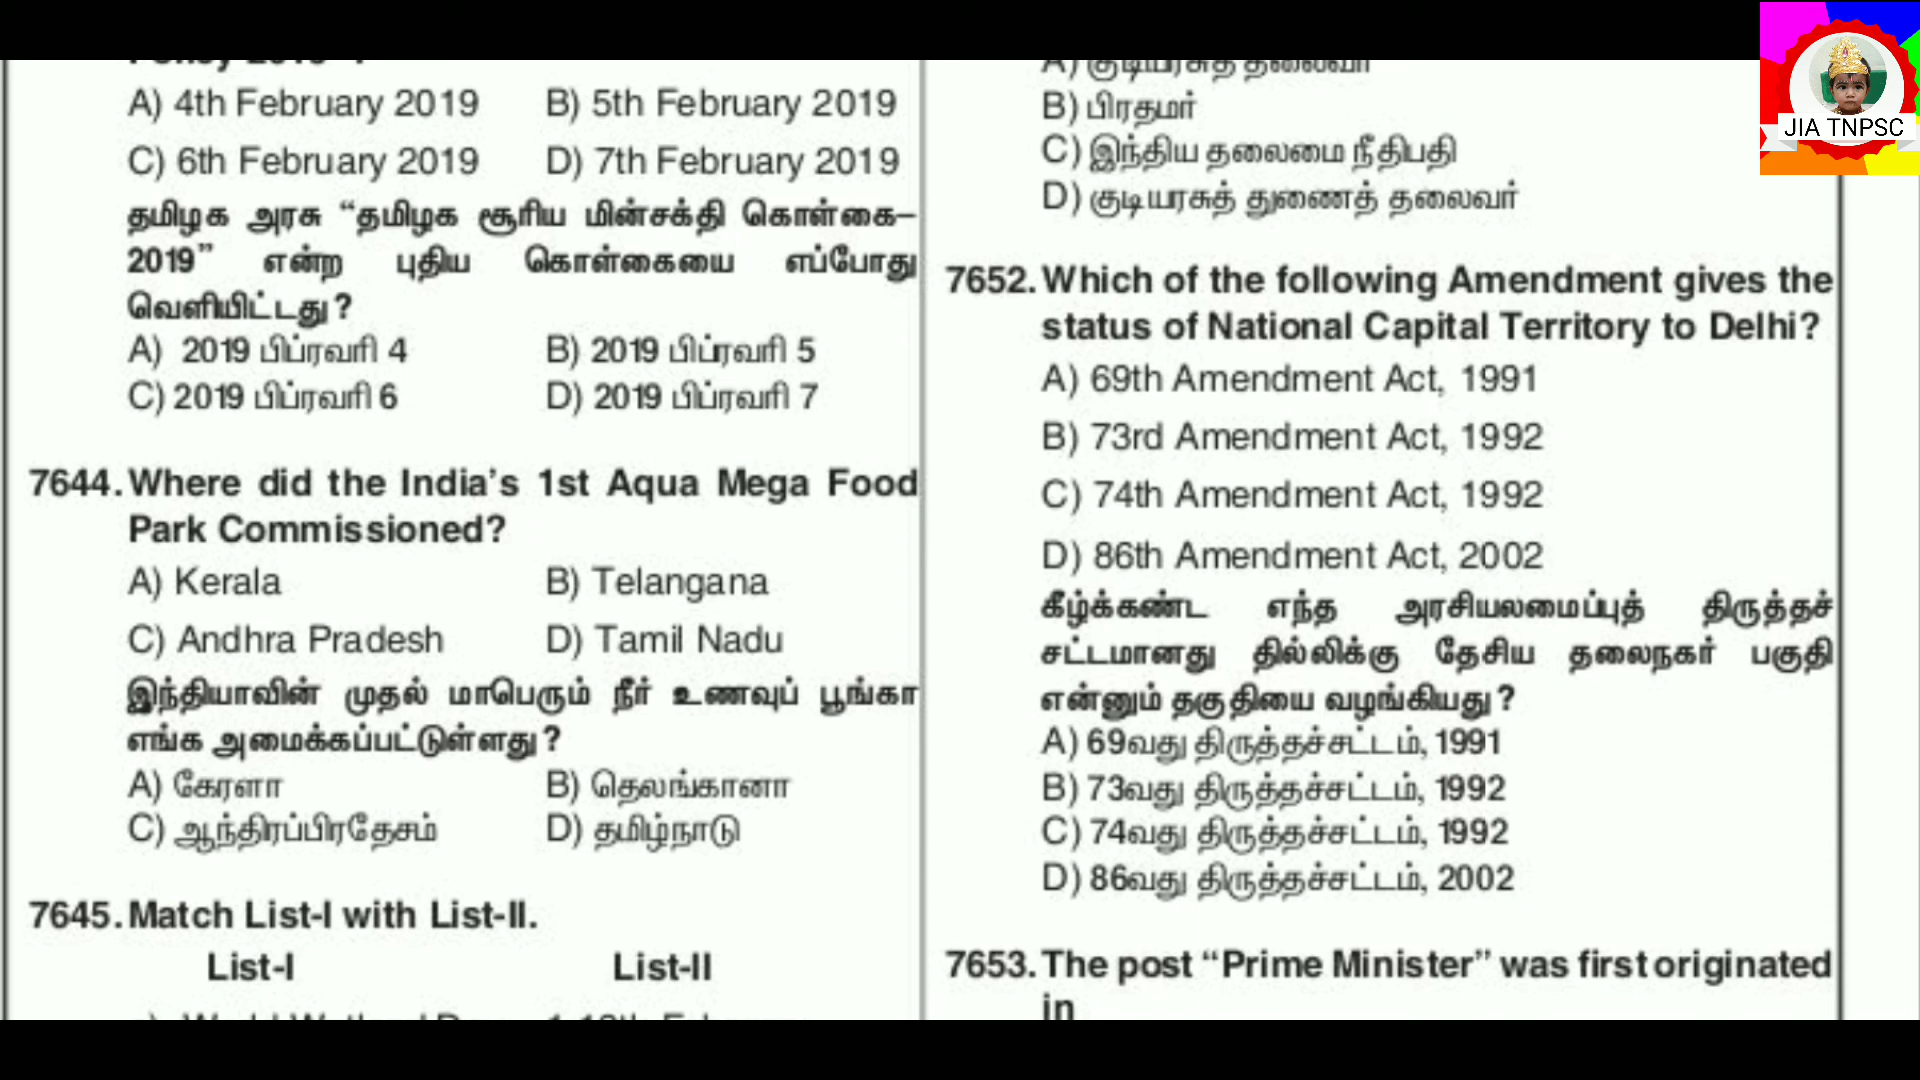 A) 4th February 2019 B) 5th February 2019
C) 6th February 2019 D) 7th February 2019
தமிழக அரசு “தமிழக சூரிய மின்சக்தி கொள்கை–
2019” என்ற புதிய கொள்கையை எப்போது
வெளியிட்டது?
A) 2019 பிப்ரவரி 4 B) 2019 பிப்ரவரி 5
C) 2019 பிப்ரவரி 6 D) 2019 பிப்ரவரி 7
7644. Where did the India’s 1st Aqua Mega Food
Park Commissioned?
A) Kerala B) Telangana
C) Andhra Pradesh D) Tamil Nadu
இந்தியாவின் முதல் மாபெரும் நீர் உணவுப் பூங்கா
எங்க அமைக்கப்பட்டுள்ளது?
A) கேரளா B) தெலங்கானா
C) ஆந்திரப்பிரதேசம் D) தமிழ்நாடு
7645. Match List-I with List-II.
List-I List-II
A) குடியரசுத் தலைவர்
B) பிரதமர்
C) இந்திய தலைமை நீதிபதி
D) குடியரசுத் துணைத் தலைவர்
7652. Which of the following Amendment gives the
status of National Capital Territory to Delhi?
A) 69th Amendment Act, 1991
B) 73rd Amendment Act, 1992
C) 74th Amendment Act, 1992
D) 86th Amendment Act, 2002
கீழ்க்கண்ட எந்த அரசியலமைப்புத் திருத்தச்
சட்டமானது தில்லிக்கு தேசிய தலைநகர் பகுதி
என்னும் தகுதியை வழங்கியது?
A) 69வது திருத்தச்சட்டம், 1991
B) 73வது திருத்தச்சட்டம், 1992
C) 74வது திருத்தச்சட்டம், 1992
D) 86வது திருத்தச்சட்டம், 2002
7653. The post “Prime Minister” was first originated
in
JIA TNPSC